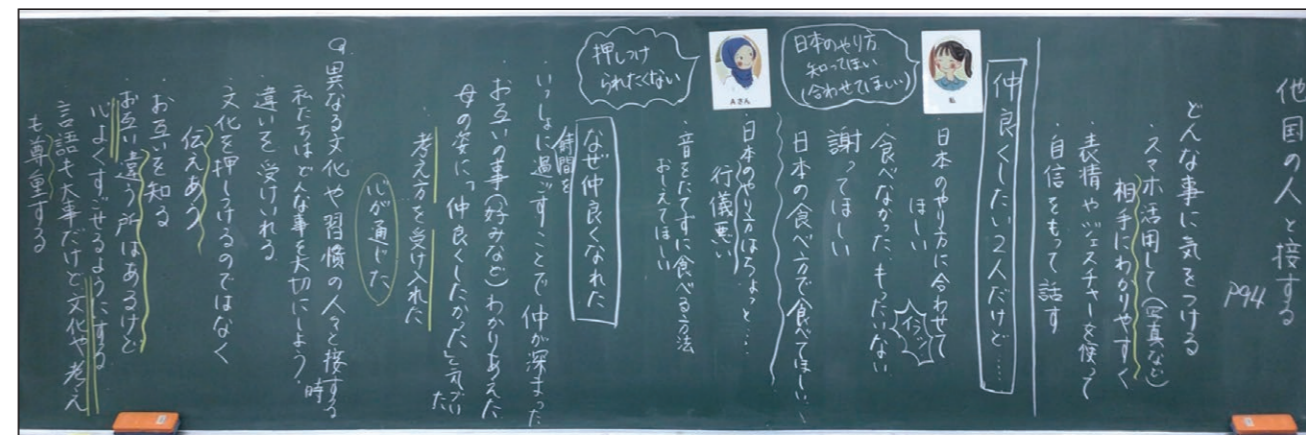 他国の人と接する
P94
どんな事に気をつける
・スマホ活用して(写真など)
相手にわかりやすく
・表情やジェスチャーを使って
・自信をもって話す
仲良くしたい2人だけど……
私
日本のやり方
知ってほしい
(合わせてほしい)
・日本のやり方に合わせて
ほしい
・食べなかった、もったいない
イラッ
・謝ってほしい
・日本の食べ方で食べてほしい
Aさん
押しつけ
られたくない
・日本のやり方はちょっと……
行儀悪い
・音をたてずに食べる方法
おしえてほしい
なぜ仲良くなれた
時間を
・いっしょに過ごすことで仲が深まった
・お互いの事(好みなど)わかりあえた
・母の姿に「仲良くしたかった」と気づいた
・考え方を受け入れた
心が通じた
Q.異なる文化や習慣の人々と接する時
私たちはどんな事を大切にしよう。
・違いを受けいれる
・文化を押しつけるのではなく
伝えあう
・お互いを知る
・お互い違う所はあるけど
心よくすごせるようにする
・言語も大事だけど文化や考え
も尊重する